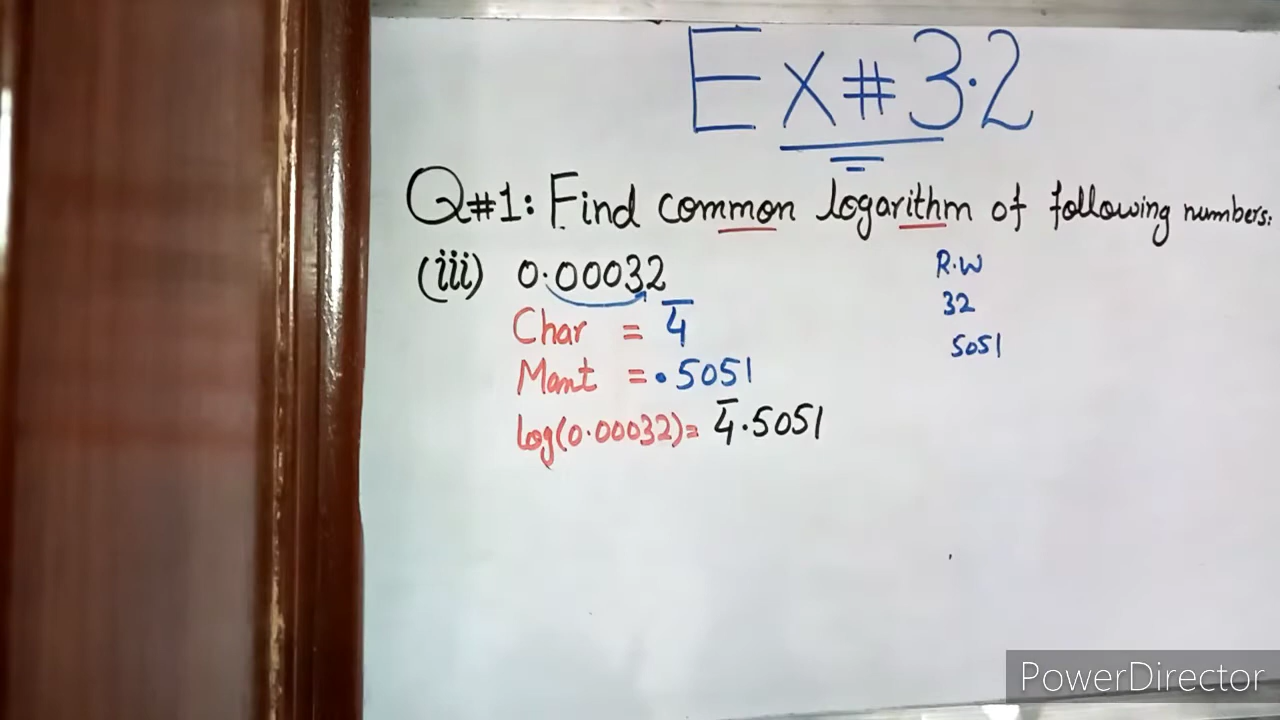 Ex#3.2
Q#1: Find common logarithm of following numbers:
(iii) 0.00032
Char = 4̅
Mant = .5051
log(0.00032)= 4̅.5051
R.W
32
5051
PowerDirector